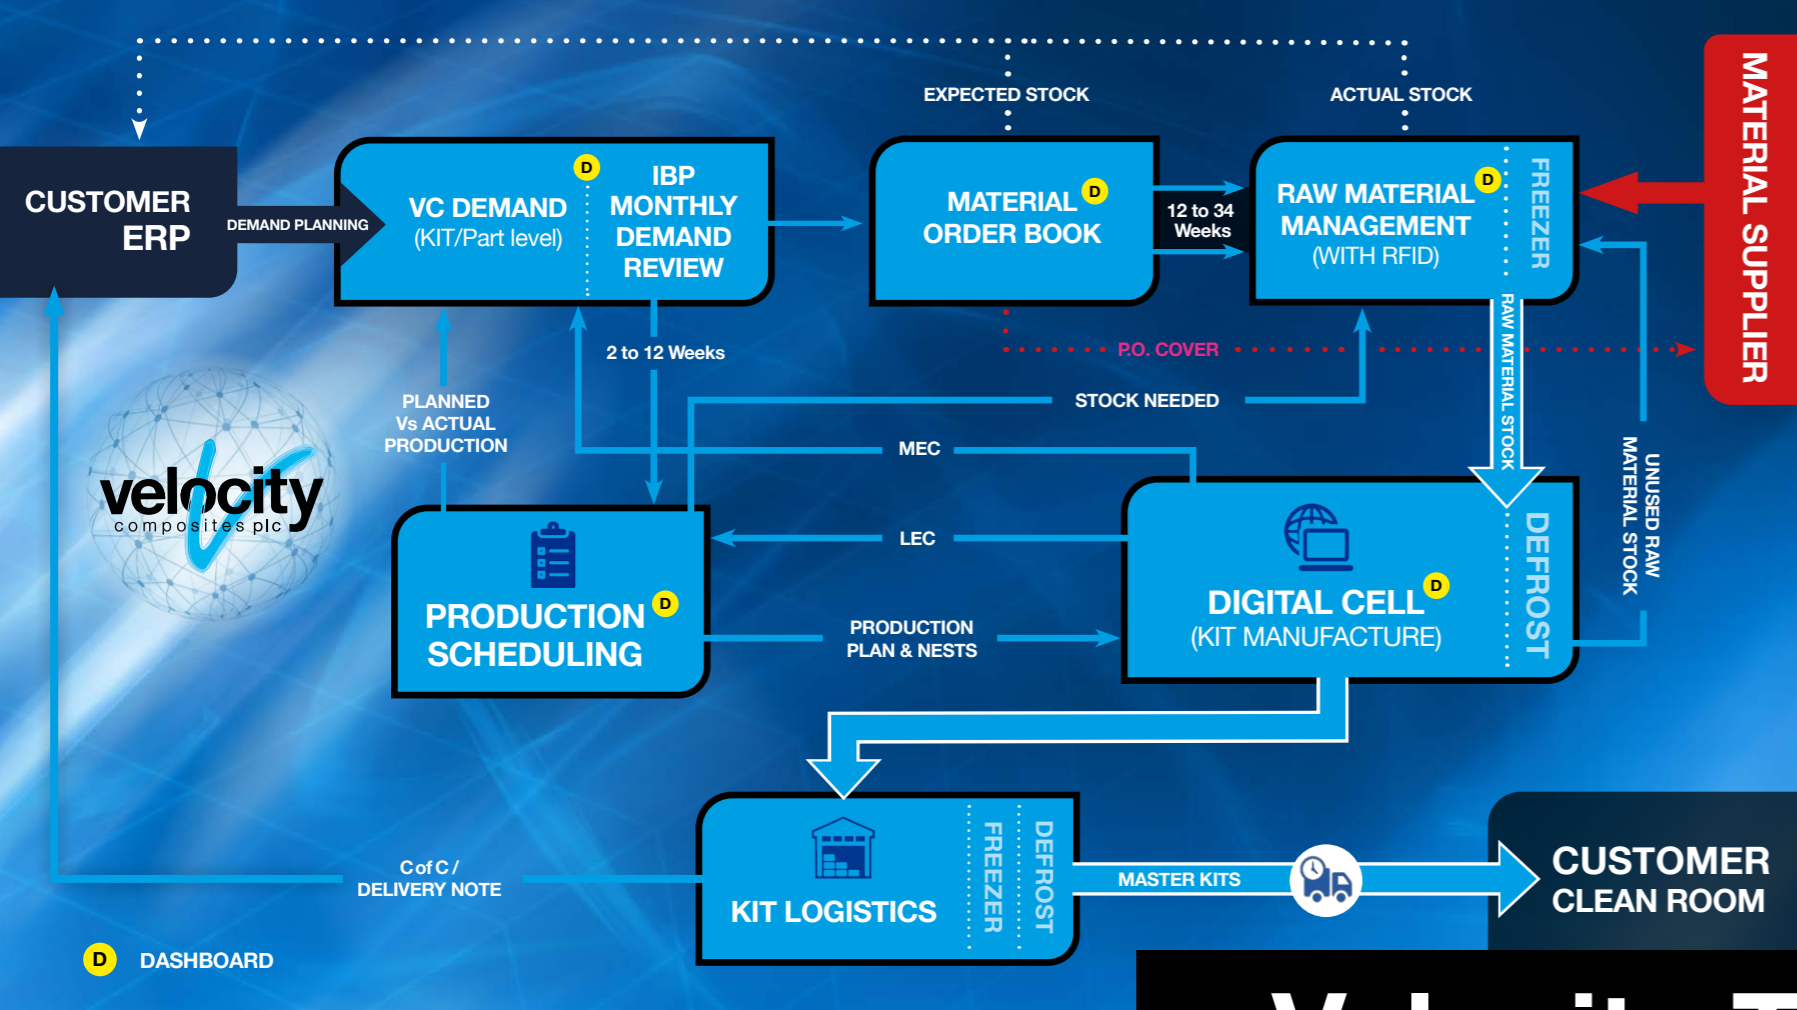 EXPECTED STOCK
ACTUAL STOCK
MATERIAL SUPPLIER
CUSTOMER
ERP
DEMAND PLANNING
VC DEMAND
(KIT/Part level)
D
IBP
MONTHLY
DEMAND
REVIEW
MATERIAL
ORDER BOOK
D
12 to 34
Weeks
RAW MATERIAL
MANAGEMENT
(WITH RFID)
D
FREEZER
2 to 12 Weeks
P.O. COVER
RAW MATERIAL STOCK
PLANNED
Vs ACTUAL
PRODUCTION
STOCK NEEDED
MEC
LEC
UNUSED RAW
MATERIAL STOCK
velocity
composites plc
PRODUCTION
SCHEDULING
D
PRODUCTION
PLAN & NESTS
DIGITAL CELL
(KIT MANUFACTURE)
D
DEFROST
C of C /
DELIVERY NOTE
KIT LOGISTICS
FREEZER
DEFROST
MASTER KITS
CUSTOMER
CLEAN ROOM
D DASHBOARD